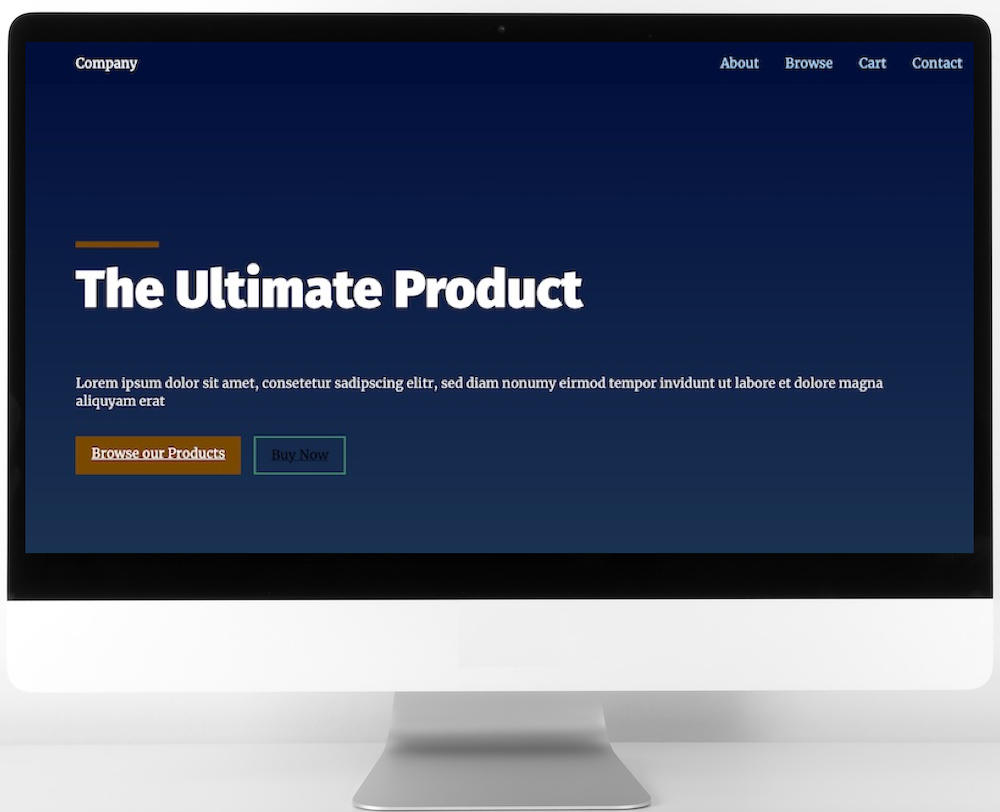 Company
About Browse Cart Contact
The Ultimate Product
Lorem ipsum dolor sit amet, consetetur sadipscing elitr, sed diam nonumy eirmod tempor invidunt ut labore et dolore magna
aliquyam erat
Browse our Products Buy Now